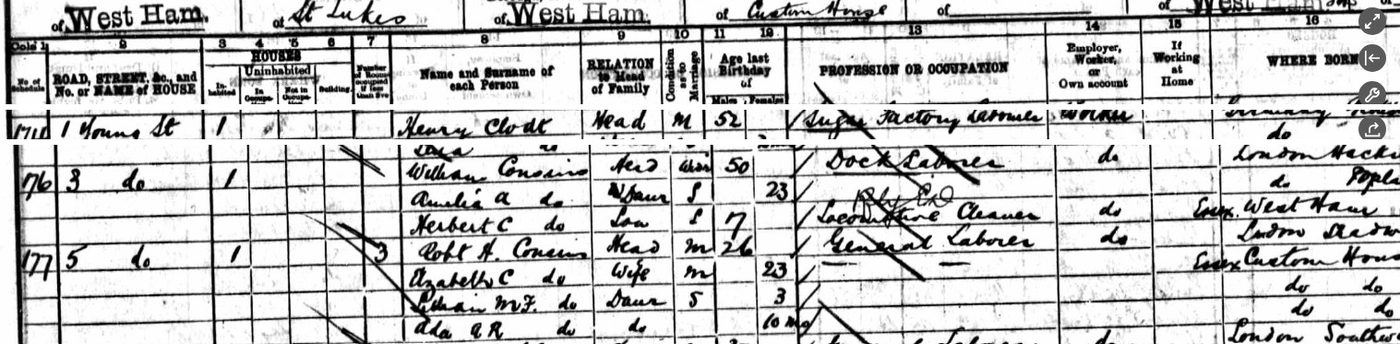 of West Ham. of St Lukes of West Ham. of Custom House of of West Ham
Cols 1 2 3 4 5 6 7 8 9 10 11 12 13 14 15 16
No. of Schedule ROAD, STREET, &c., and No. or NAME of HOUSE HOUSES Inhabited Uninhabited In Occupn. Not in Occupn. Building Number of Rooms occupied if less than five Name and Surname of each Person RELATION to Head of Family Condition as to Marriage Age last Birthday of Males Females PROFESSION OR OCCUPATION Employer, Worker, or Own account If Working at Home WHERE BORN
1 Young St 1 Henry Clodt Head M 52 Sugar Factory Laborer Worker Germany
do do
176 3 do 1 William Cousins Head 50 Dock Laborer do London
Amelia A do Daur S 23 do
Herbert C do Son S 17 Locomotive Cleaner do Essex West Ham
177 5 do 1 3 Robt H. Cousins Head M 26 General Laborer do London
Elizabeth C do Wife M 23 Essex Custom Hous
Lilian M.F. do Daur S 3 do do
Ada A R do do 10 mo do do
London